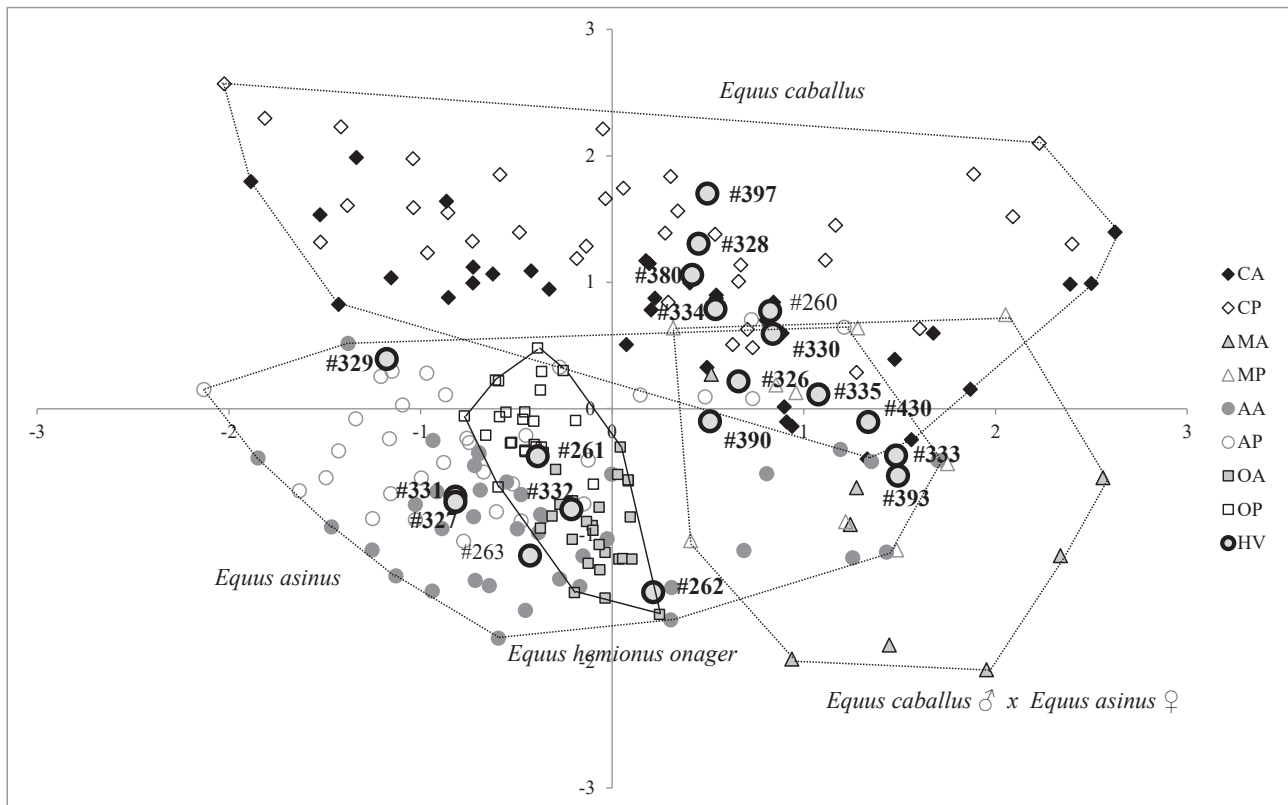 3
Equus caballus
2
#397
#328
1
#380
#334
#260
#330
#329
#326
#335
#430
#390
-3
-2
-1
0
0
1
2
3
#261
#333
#393
#331
#332
#327
-1
#263
Equus asinus
#262
Equus hemionus onager
-2
Equus caballus ♂ x Equus asinus ♀
-3
CA
CP
MA
MP
AA
AP
OA
OP
HV